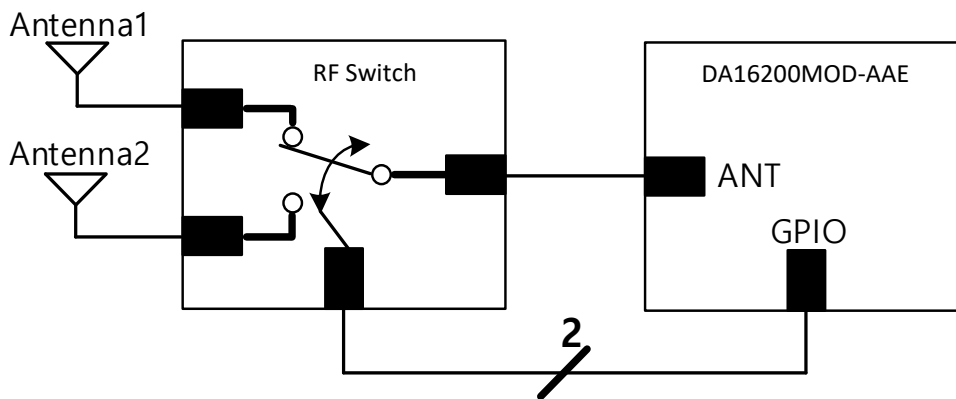 Antenna1
RF Switch
DA16200MOD-AAE
Antenna2
ANT
GPIO
2